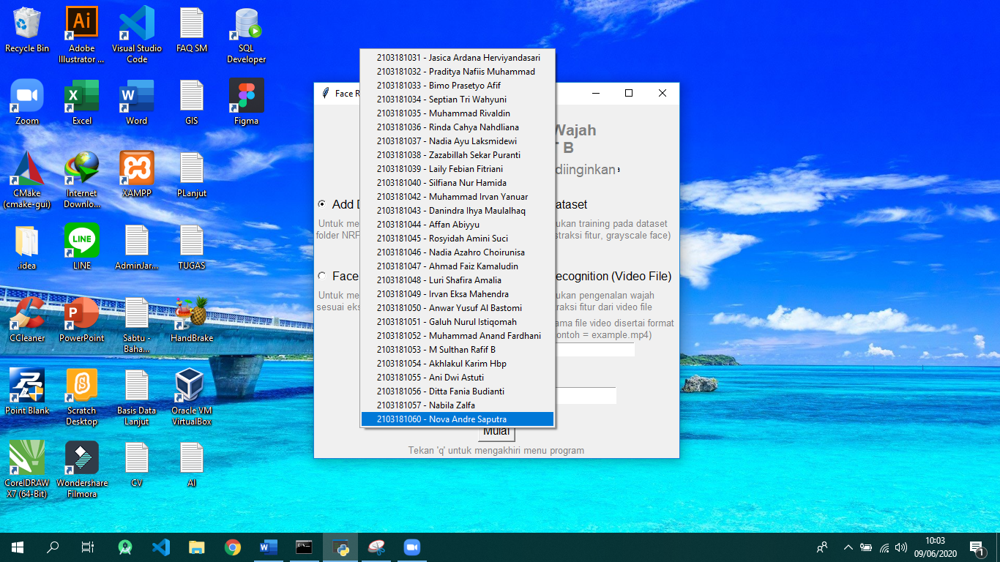 Recycle Bin
Adobe
Illustrator ...
Visual Studio
Code
FAQ SM
SQL
Developer
Zoom
Excel
Word
GIS
Figma
CMake
(cmake-gui)
Internet
Downlo...
XAMPP
PLanjut
.idea
LINE
AdminJar...
TUGAS
CCleaner
PowerPoint
Sabtu -
Baha...
HandBrake
Point Blank
Scratch
Desktop
Basis Data
Lanjut
Oracle VM
VirtualBox
CorelDRAW
X7 (64-Bit)
Wondershare
Filmora
CV
AI
Face R
Wajah
B
diinginkan
Add D
ataset
Untuk me
ukan training pada dataset
folder NRP
straksi fitur, grayscale face)
Face
ecognition (Video File)
Untuk me
ukan pengenalan wajah
sesuai eks
raksi fitur dari video file
ama file video disertai format
ontoh = example.mp4)
2103181031 - Jasica Ardana Herviyandasari
2103181032 - Praditya Nafiis Muhammad
2103181033 - Bimo Prasetyo Afif
2103181034 - Septian Tri Wahyuni
2103181035 - Muhammad Rivaldin
2103181036 - Rinda Cahya Nahdliana
2103181037 - Nadia Ayu Laksmidewi
2103181038 - Zazabillah Sekar Puranti
2103181039 - Laily Febian Fitriani
2103181040 - Silfiana Nur Hamida
2103181042 - Muhammad Irvan Yanuar
2103181043 - Danindra Ihya Maulalhaq
2103181044 - Affan Abiyyu
2103181045 - Rosyidah Amini Suci
2103181046 - Nadia Azahro Choirunisa
2103181047 - Ahmad Faiz Kamaludin
2103181048 - Luri Shafira Amalia
2103181049 - Irvan Eksa Mahendra
2103181050 - Anwar Yusuf Al Bastomi
2103181051 - Galuh Nurul Istiqomah
2103181052 - Muhammad Anand Fardhani
2103181053 - M Sulthan Rafif B
2103181054 - Akhlakul Karim Hbp
2103181055 - Ani Dwi Astuti
2103181056 - Ditta Fania Budianti
2103181057 - Nabila Zalfa
2103181060 - Nova Andre Saputra
Mulai
Tekan 'q' untuk mengakhiri menu program
10:03
09/06/2020
1